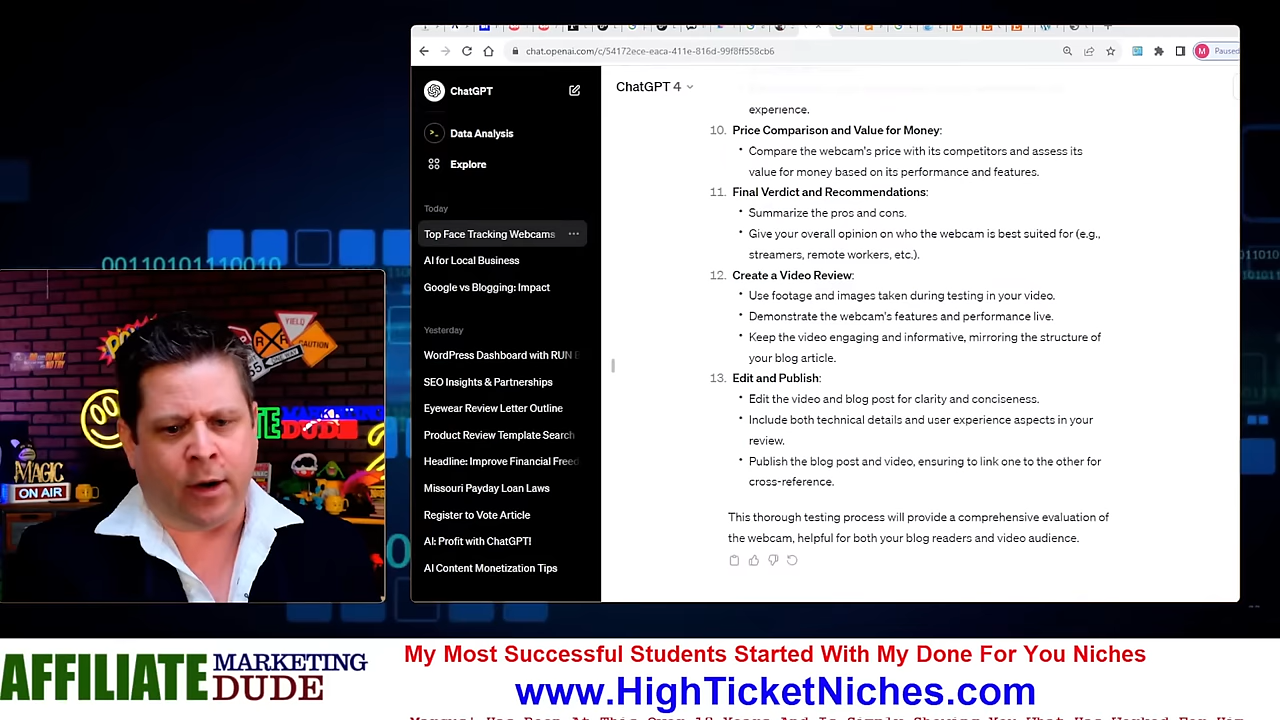 chat.openai.com/c/54172ece-eaca-411e-816d-99f8ff558cb6
M Paused
ChatGPT
ChatGPT 4
Data Analysis
Explore
Today
Top Face Tracking Webcams
AI for Local Business
Google vs Blogging: Impact
Yesterday
WordPress Dashboard with RUN
SEO Insights & Partnerships
Eyewear Review Letter Outline
Product Review Template Search
Headline: Improve Financial Freed
Missouri Payday Loan Laws
Register to Vote Article
AI: Profit with ChatGPT!
AI Content Monetization Tips
experience.
10. Price Comparison and Value for Money:
• Compare the webcam's price with its competitors and assess its
value for money based on its performance and features.
11. Final Verdict and Recommendations:
• Summarize the pros and cons.
• Give your overall opinion on who the webcam is best suited for (e.g.,
streamers, remote workers, etc.).
12. Create a Video Review:
• Use footage and images taken during testing in your video.
• Demonstrate the webcam's features and performance live.
• Keep the video engaging and informative, mirroring the structure of
your blog article.
13. Edit and Publish:
• Edit the video and blog post for clarity and conciseness.
• Include both technical details and user experience aspects in your
review.
• Publish the blog post and video, ensuring to link one to the other for
cross-reference.
This thorough testing process will provide a comprehensive evaluation of
the webcam, helpful for both your blog readers and video audience.
00110101110010
YIELD
CAUTION
MAGIC
ON AIR
DUDE
AFFILIATE MARKETING DUDE
My Most Successful Students Started With My Done For You Niches
www.HighTicketNiches.com